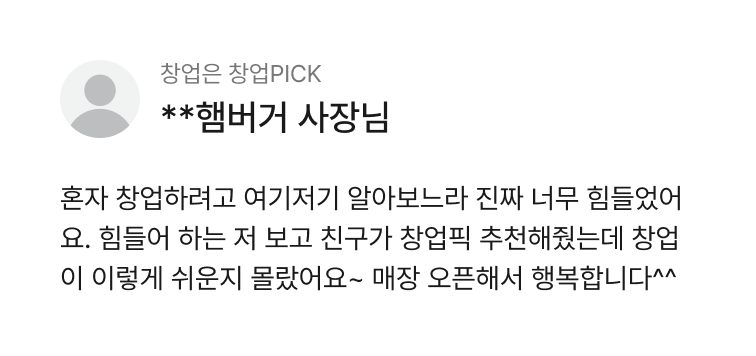 창업은 창업PICK
**햄버거 사장님
혼자 창업하려고 여기저기 알아보느라 진짜 너무 힘들었어
요. 힘들어 하는 저 보고 친구가 창업픽 추천해줬는데 창업
이 이렇게 쉬운지 몰랐어요~ 매장 오픈해서 행복합니다^^